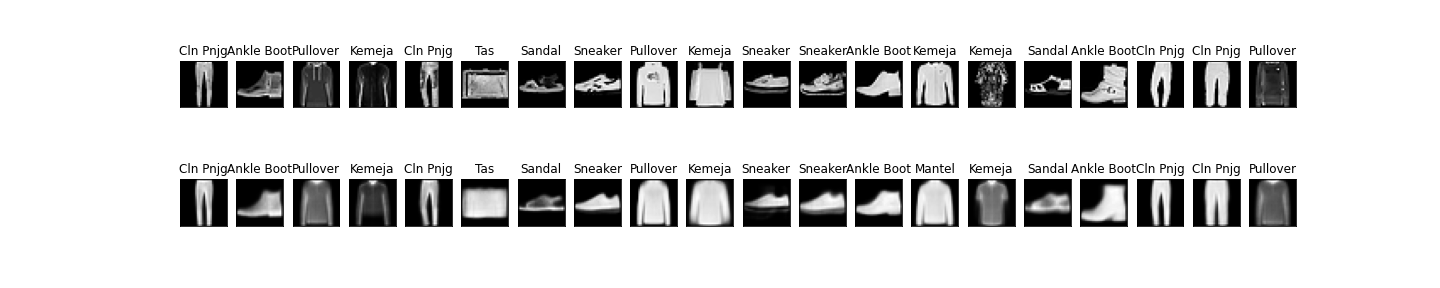 Cln Pnjg Ankle Boot Pullover Kemeja Cln Pnjg Tas Sandal Sneaker Pullover Kemeja Sneaker Sneaker Ankle Boot Kemeja Kemeja Sandal Ankle Boot Cln Pnjg Cln Pnjg Pullover
Cln Pnjg Ankle Boot Pullover Kemeja Cln Pnjg Tas Sandal Sneaker Pullover Kemeja Sneaker Sneaker Ankle Boot Mantel Kemeja Sandal Ankle Boot Cln Pnjg Cln Pnjg Pullover